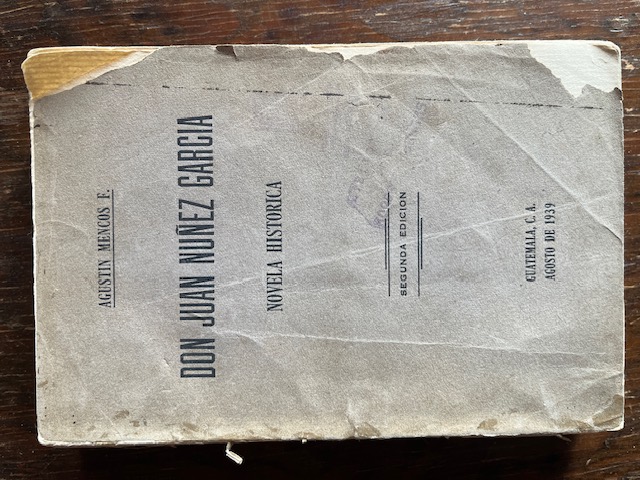 AGUSTIN MENCOS F.
DON JUAN NUÑEZ GARCIA
NOVELA HISTORICA
SEGUNDA EDICION
GUATEMALA, C. A.
AGOSTO DE 1939